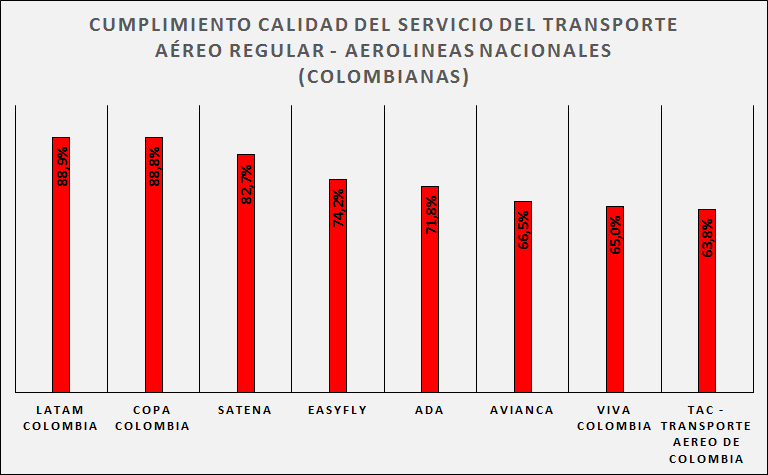 CUMPLIMIENTO CALIDAD DEL SERVICIO DEL TRANSPORTE
AÉREO REGULAR - AEROLINEAS NACIONALES
(COLOMBIANAS)
88,9%
88,8%
82,7%
74,2%
71,8%
66,5%
65,0%
63,8%
LATAM
COLOMBIA
COPA
COLOMBIA
SATENA
EASYFLY
ADA
AVIANCA
VIVA
COLOMBIA
TAC -
TRANSPORTE
AEREO DE
COLOMBIA